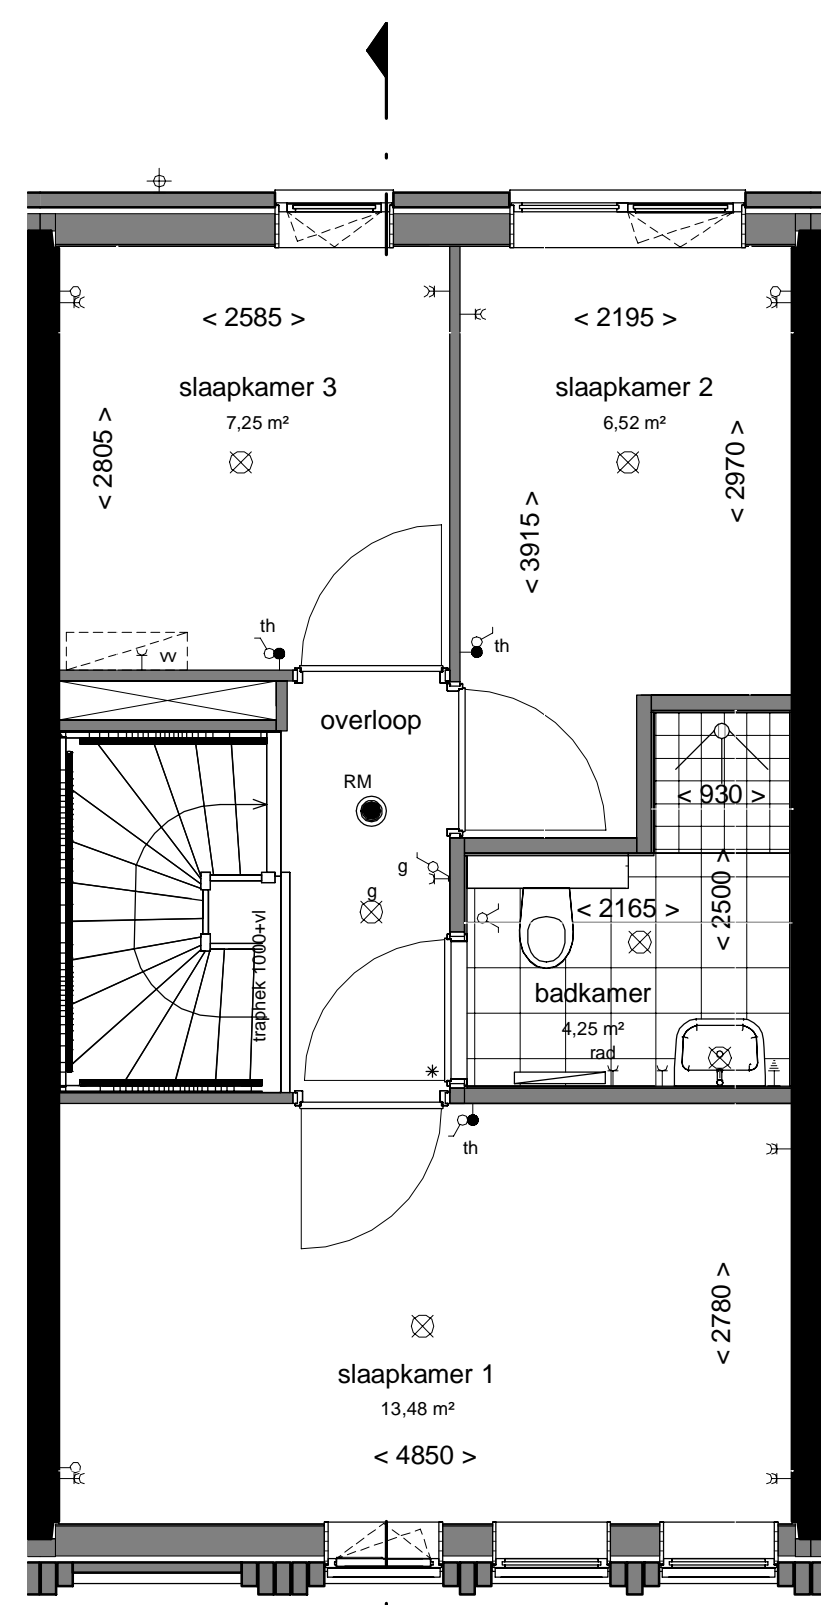 < 2585 >
< 2195 >
slaapkamer 3
7,25 m²
slaapkamer 2
6,52 m²
< 2805 >
< 2970 >
< 3915 >
th
th
vv
overloop
RM
< 930 >
g
g
< 2165 >
< 2500 >
traphek 1000+vl
badkamer
4,25 m²
rad
*
th
< 2780 >
slaapkamer 1
13,48 m²
< 4850 >